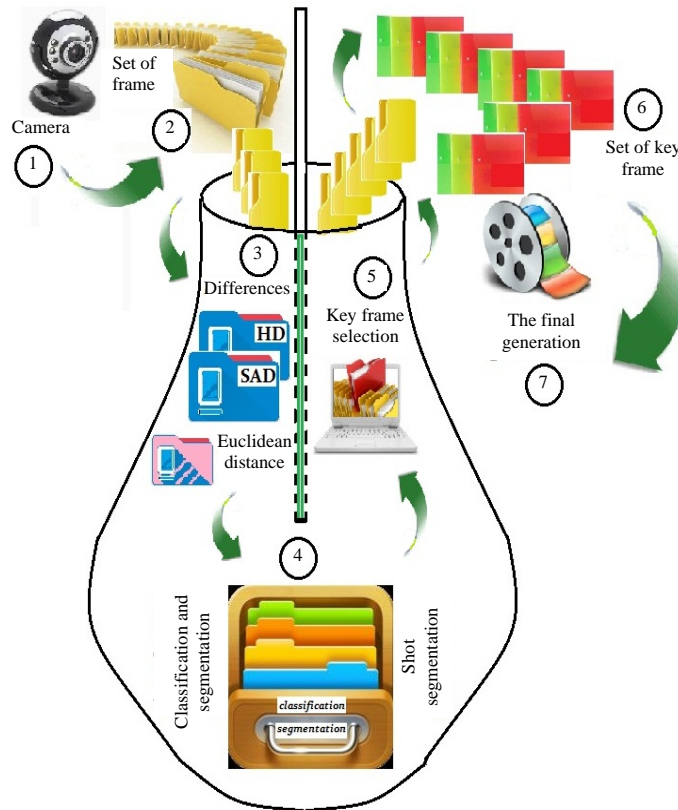 Camera
1
Set of
frame
2
3
Differences
HD
SAD
Euclidean
distance
4
Classification and
segmentation
classification
segmentation
Shot
segmentation
5
Key frame
selection
6
Set of key
frame
The final
generation
7